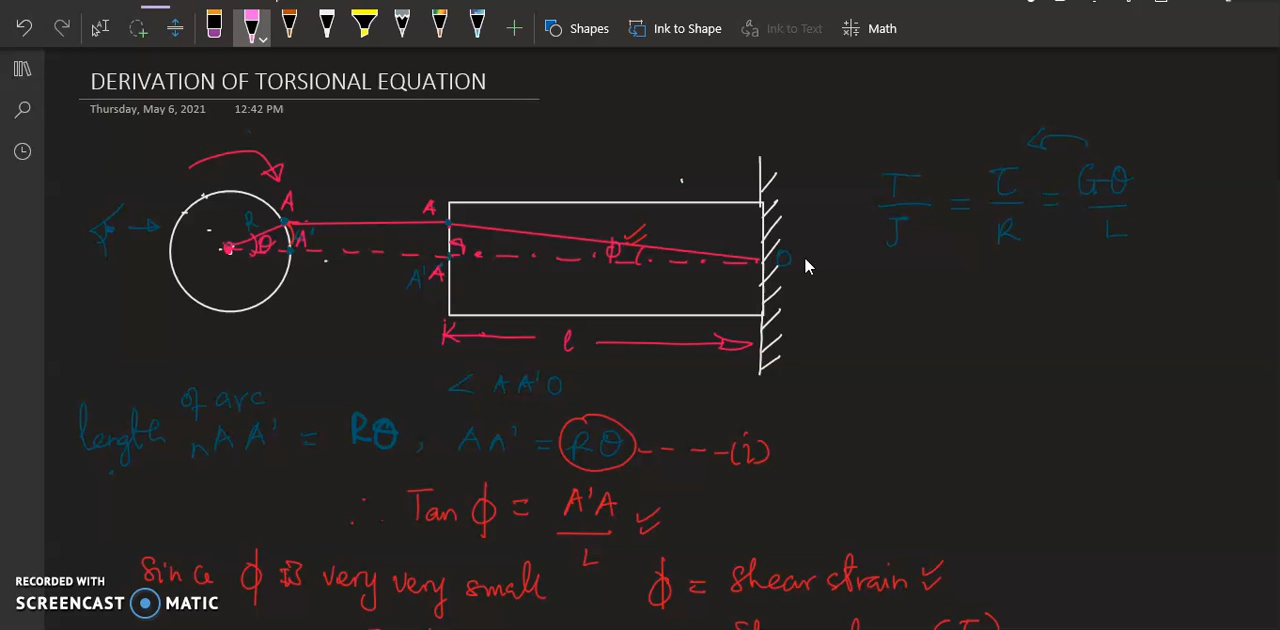 Shapes Ink to Shape Ink to Text Math
DERIVATION OF TORSIONAL EQUATION
Thursday, May 6, 2021 12:42 PM
T/J = τ/R = Gθ/L
A A
R θ A' ϕ O
A' A
l
< A A' O
length of arc AA' = Rθ, AA' = Rθ ----(i)
∴ Tan ϕ = A'A/L
Since ϕ is very very small ϕ = Shear strain
RECORDED WITH
SCREENCAST MATIC